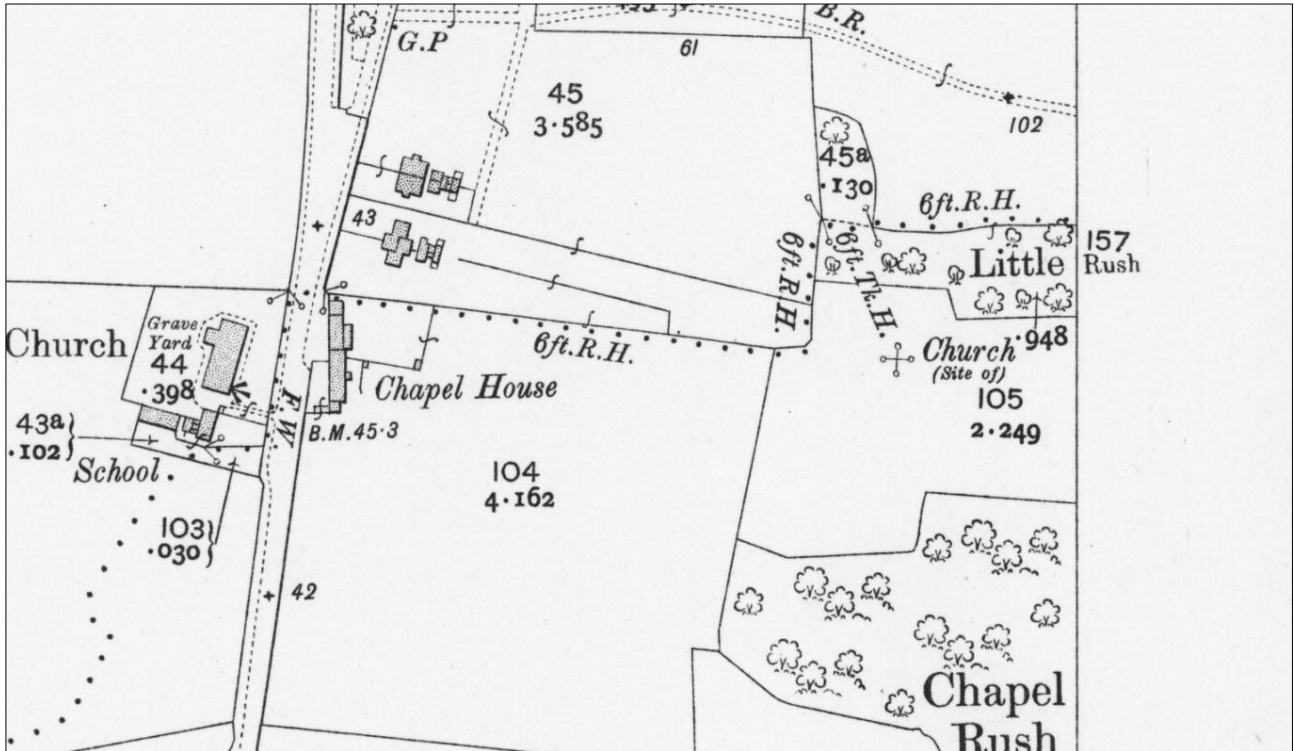 B.R.
G.P
61
45
3·585
102
45a
·130
6ft. R.H.
43
157
Little Rush
6ft. R.H.
6ft. Tk. H.
Church
Grave
Yard
44
·398
6ft. R.H.
Church
(Site of)
·948
Chapel House
F.W.
105
2·249
43a
·102
B.M. 45·3
School
104
4·162
103
·030
42
Chapel
Rush